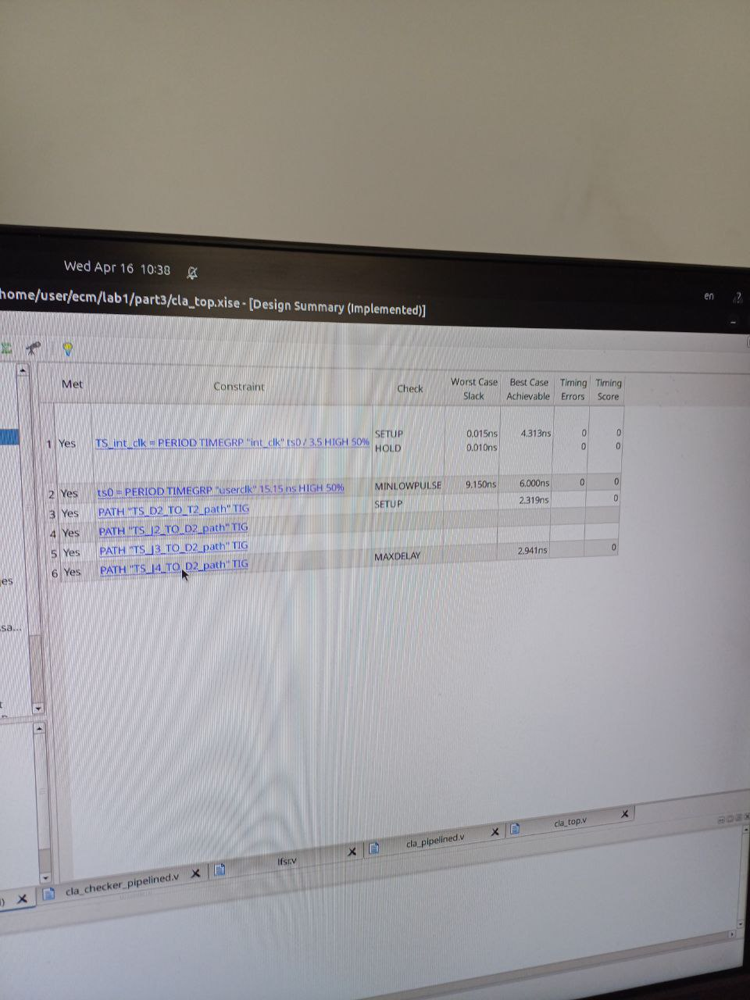 Wed Apr 16 10:38
home/user/ecm/lab1/part3/cla_top.xise - [Design Summary (Implemented)]
en
?
Met Constraint Check Worst Case Slack Best Case Achievable Timing Errors Timing Score
1 Yes TS_int_clk = PERIOD TIMEGRP "int_clk" ts0 / 3.5 HIGH 50% SETUP 0.015ns 4.313ns 0 0
HOLD 0.010ns 0 0
2 Yes ts0 = PERIOD TIMEGRP "userclk" 15.15 ns HIGH 50% MINLOWPULSE 9.150ns 6.000ns 0 0
3 Yes PATH "TS_D2_TO_T2_path" TIG SETUP 2.319ns 0
4 Yes PATH "TS_J2_TO_D2_path" TIG
5 Yes PATH "TS_J3_TO_D2_path" TIG
6 Yes PATH "TS_J4_TO_D2_path" TIG MAXDELAY 2.941ns 0
es
sa...
cla_checker_pipelined.v
lfsr.v
cla_pipelined.v
cla_top.v